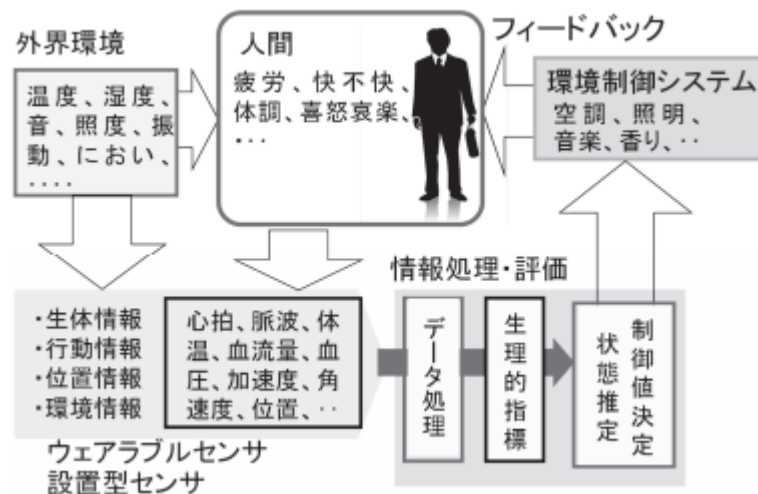 外界環境
温度、湿度、
音、照度、振
動、におい、
‥‥
人間
疲労、快不快、
体調、喜怒哀楽、
・‥
フィードバック
環境制御システム
空調、照明、
音楽、香り、‥
・生体情報
・行動情報
・位置情報
・環境情報
心拍、脈波、体
温、血流量、血
圧、加速度、角
速度、位置、‥
ウェアラブルセンサ
設置型センサ
情報処理・評価
データ処理
生理的指標
制御値決定
状態推定